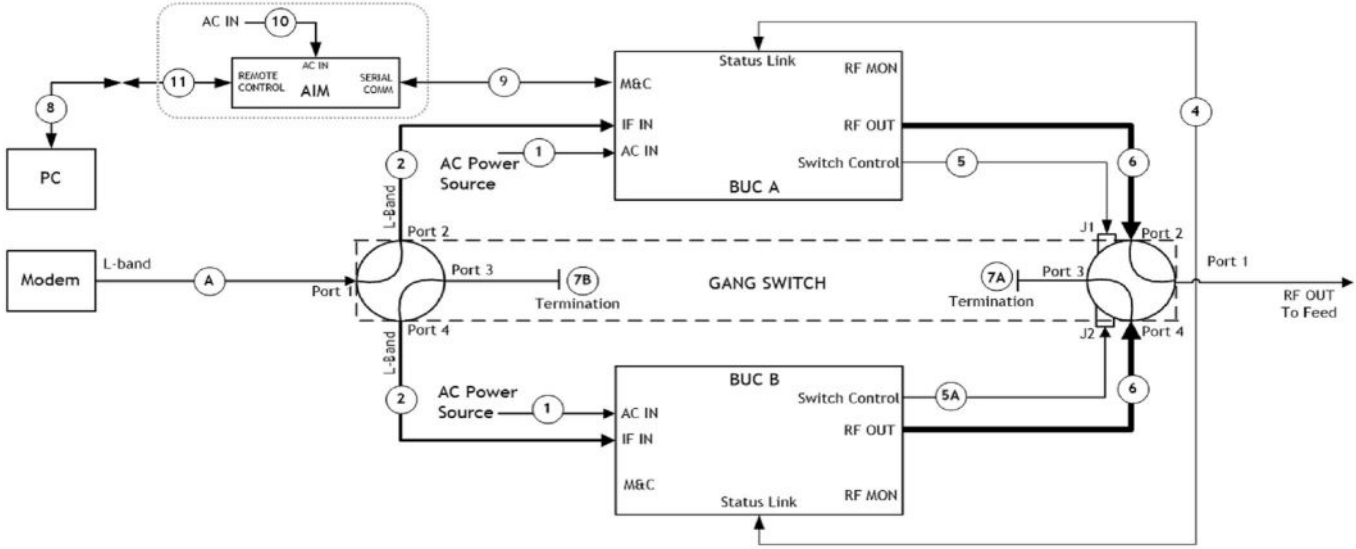 AC IN
10
AC IN
REMOTE
CONTROL
AIM
SERIAL
COMM
11
8
PC
9
Status Link
RF MON
M&C
IF IN
AC IN
RF OUT
Switch Control
BUC A
4
2
AC Power
Source
1
5
6
L-Band
Port 2
Modem
L-band
A
Port 1
Port 3
7B
Termination
Port 4
GANG SWITCH
7A
Termination
Port 3
J1
Port 2
Port 1
RF OUT
To Feed
J2
Port 4
L-Band
2
AC Power
Source
1
BUC B
AC IN
IF IN
M&C
Switch Control
RF OUT
RF MON
Status Link
5A
6